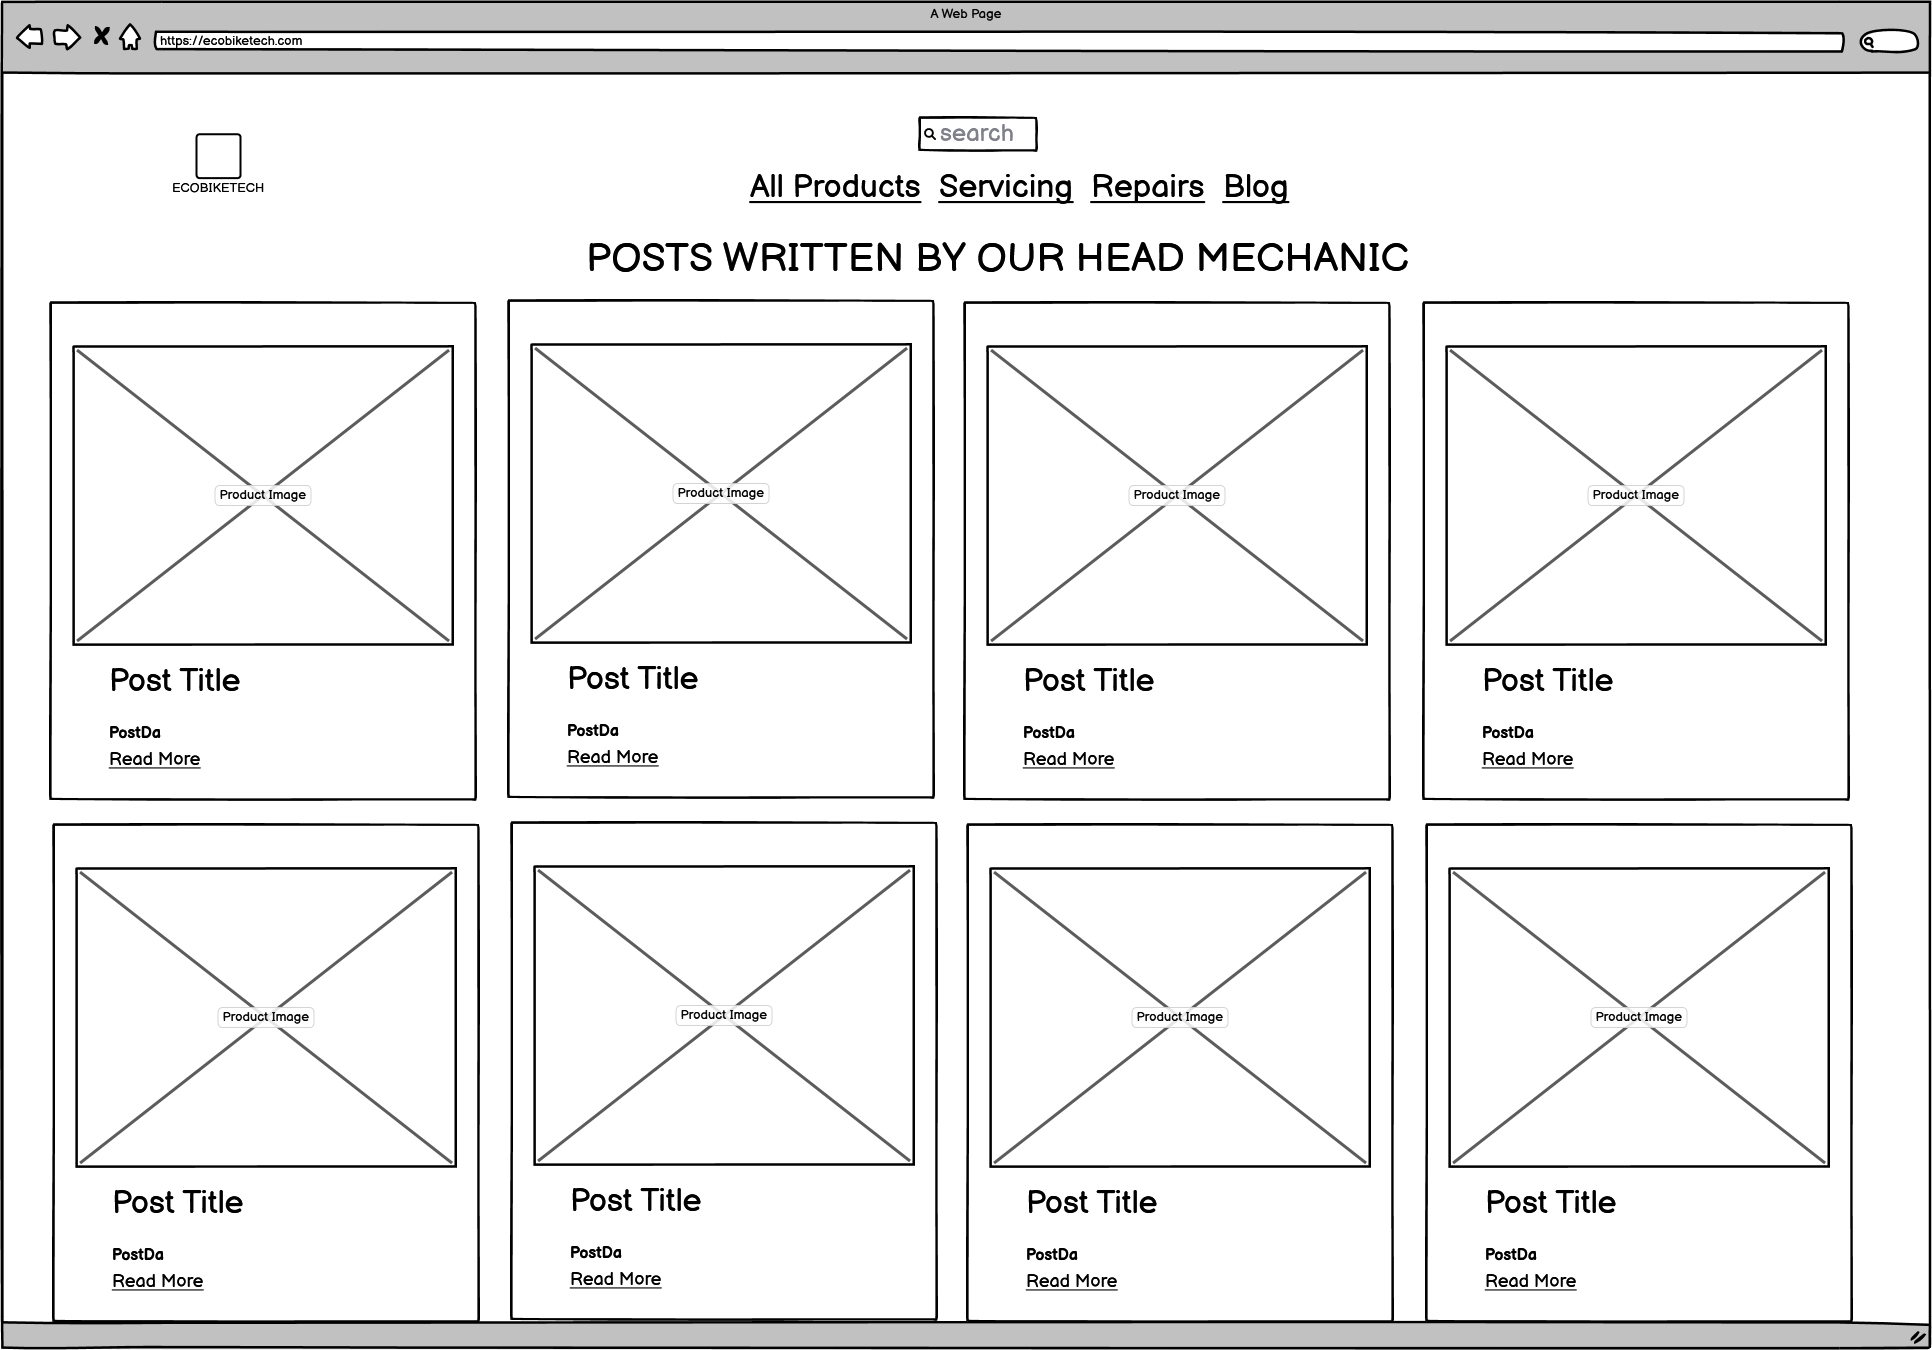 A Web Page
https://ecobiketech.com
search
ECOBIKETECH
All Products Servicing Repairs Blog
POSTS WRITTEN BY OUR HEAD MECHANIC
Product Image
Post Title
PostDa
Read More
Product Image
Post Title
PostDa
Read More
Product Image
Post Title
PostDa
Read More
Product Image
Post Title
PostDa
Read More
Product Image
Post Title
PostDa
Read More
Product Image
Post Title
PostDa
Read More
Product Image
Post Title
PostDa
Read More
Product Image
Post Title
PostDa
Read More